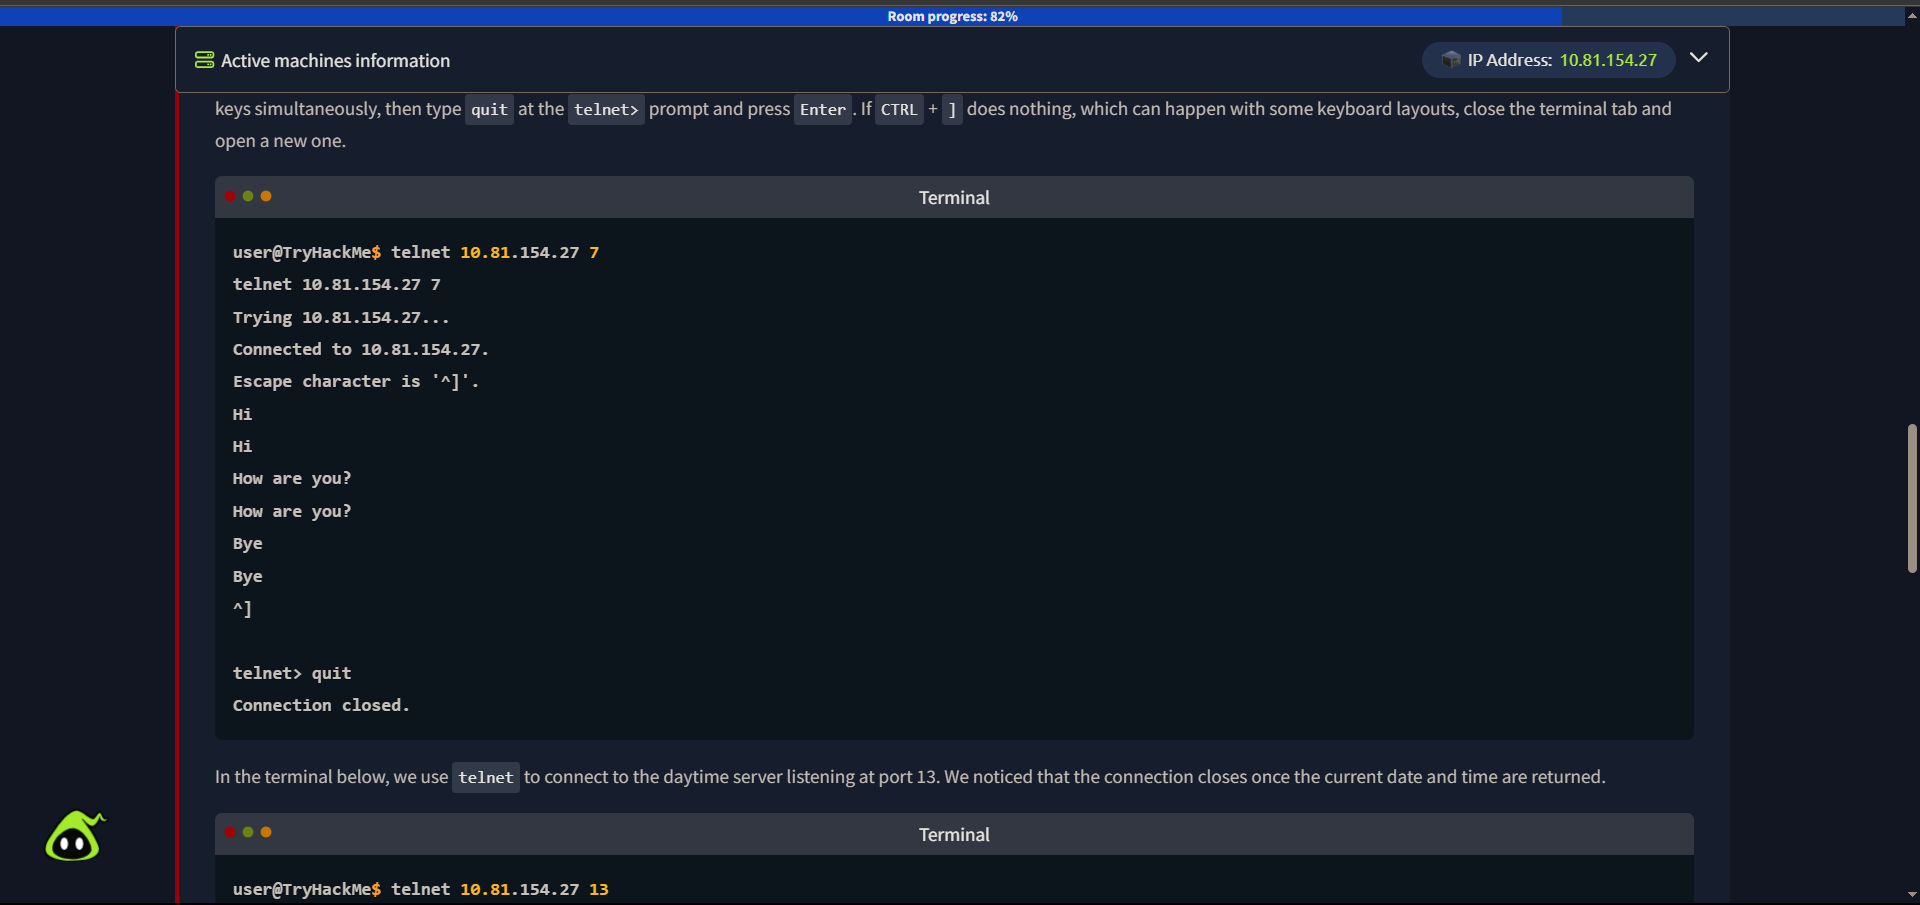 Room progress: 82%
Active machines information
IP Address: 10.81.154.27
keys simultaneously, then type quit at the telnet> prompt and press Enter. If CTRL + ] does nothing, which can happen with some keyboard layouts, close the terminal tab and
open a new one.
Terminal
user@TryHackMe$ telnet 10.81.154.27 7
telnet 10.81.154.27 7
Trying 10.81.154.27...
Connected to 10.81.154.27.
Escape character is '^]'.
Hi
Hi
How are you?
How are you?
Bye
Bye
^]
telnet> quit
Connection closed.
In the terminal below, we use telnet to connect to the daytime server listening at port 13. We noticed that the connection closes once the current date and time are returned.
Terminal
user@TryHackMe$ telnet 10.81.154.27 13